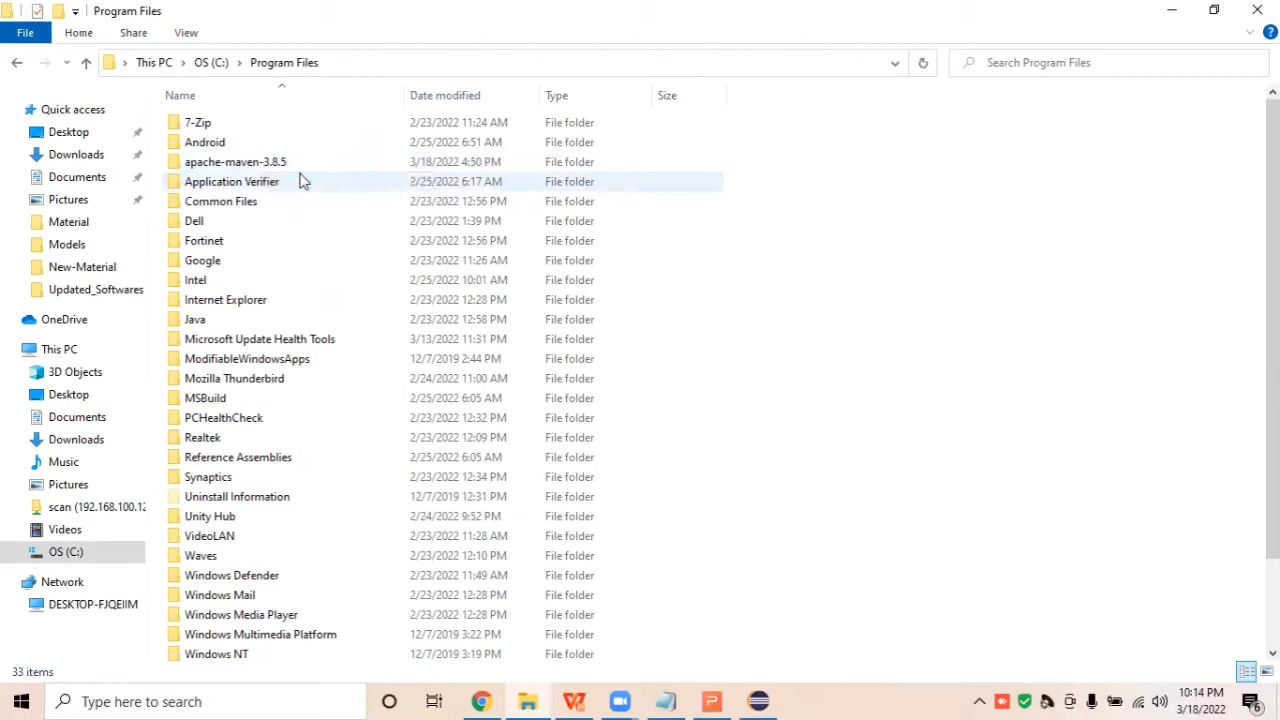 Program Files
File Home Share View
This PC OS (C:) Program Files
Search Program Files
Name Date modified Type Size
Quick access
Desktop
Downloads
Documents
Pictures
Material
Models
New-Material
Updated_Softwares
OneDrive
This PC
3D Objects
Desktop
Documents
Downloads
Music
Pictures
scan (192.168.100.12
Videos
OS (C:)
Network
DESKTOP-FJQEIIM
7-Zip 2/23/2022 11:24 AM File folder
Android 2/25/2022 6:51 AM File folder
apache-maven-3.8.5 3/18/2022 4:50 PM File folder
Application Verifier 2/25/2022 6:17 AM File folder
Common Files 2/23/2022 12:56 PM File folder
Dell 2/23/2022 1:39 PM File folder
Fortinet 2/23/2022 12:56 PM File folder
Google 2/23/2022 11:26 AM File folder
Intel 2/25/2022 10:01 AM File folder
Internet Explorer 2/23/2022 12:28 PM File folder
Java 2/23/2022 12:58 PM File folder
Microsoft Update Health Tools 3/13/2022 11:31 PM File folder
ModifiableWindowsApps 12/7/2019 2:44 PM File folder
Mozilla Thunderbird 2/24/2022 11:00 AM File folder
MSBuild 2/25/2022 6:05 AM File folder
PCHealthCheck 2/23/2022 12:32 PM File folder
Realtek 2/23/2022 12:09 PM File folder
Reference Assemblies 2/25/2022 6:05 AM File folder
Synaptics 2/23/2022 12:34 PM File folder
Uninstall Information 12/7/2019 12:31 PM File folder
Unity Hub 2/24/2022 9:52 PM File folder
VideoLAN 2/23/2022 11:28 AM File folder
Waves 2/23/2022 12:10 PM File folder
Windows Defender 2/23/2022 11:49 AM File folder
Windows Mail 2/23/2022 12:28 PM File folder
Windows Media Player 2/23/2022 12:28 PM File folder
Windows Multimedia Platform 12/7/2019 3:22 PM File folder
Windows NT 12/7/2019 3:19 PM File folder
33 items
Type here to search
10:14 PM
3/18/2022
6